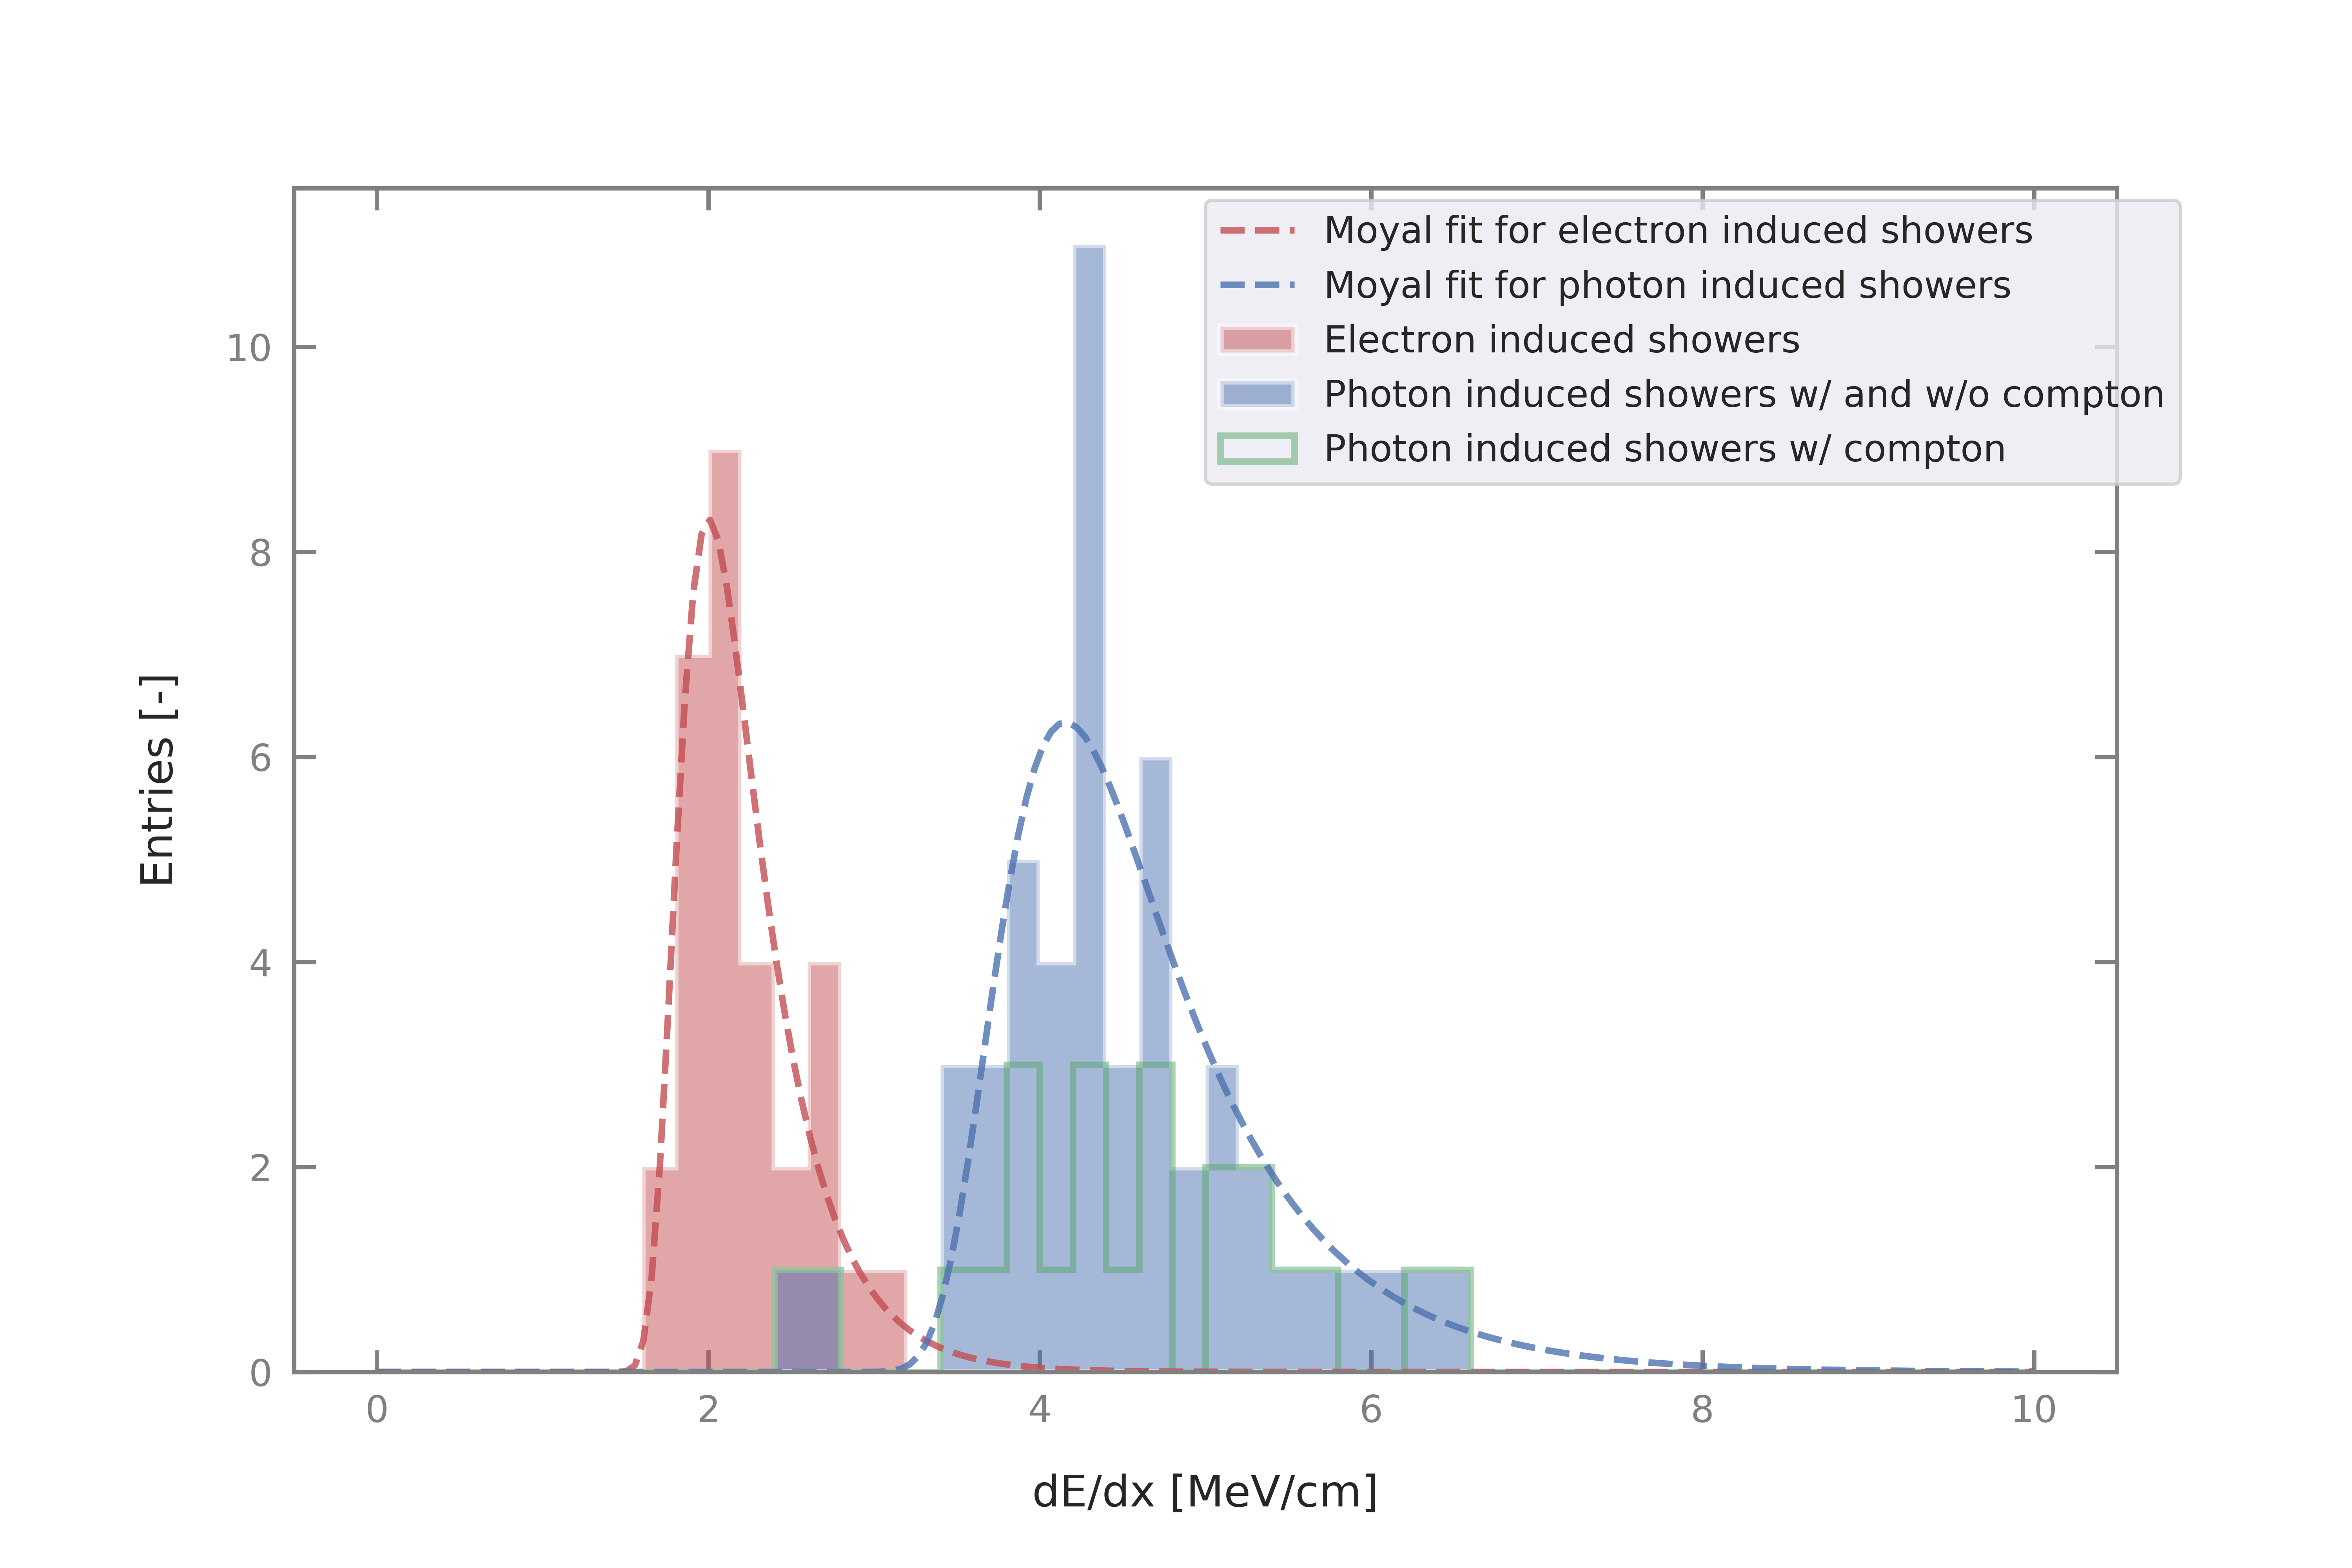 Moyal fit for electron induced showers
Moyal fit for photon induced showers
Electron induced showers
Photon induced showers w/ and w/o compton
Photon induced showers w/ compton
10
8
6
4
2
0
Entries [-]
0 2 4 6 8 10
dE/dx [MeV/cm]